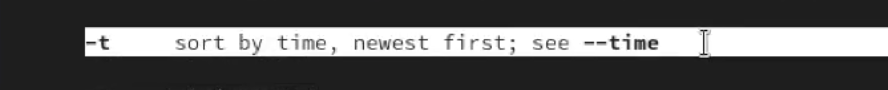 -t     sort by time, newest first; see --time